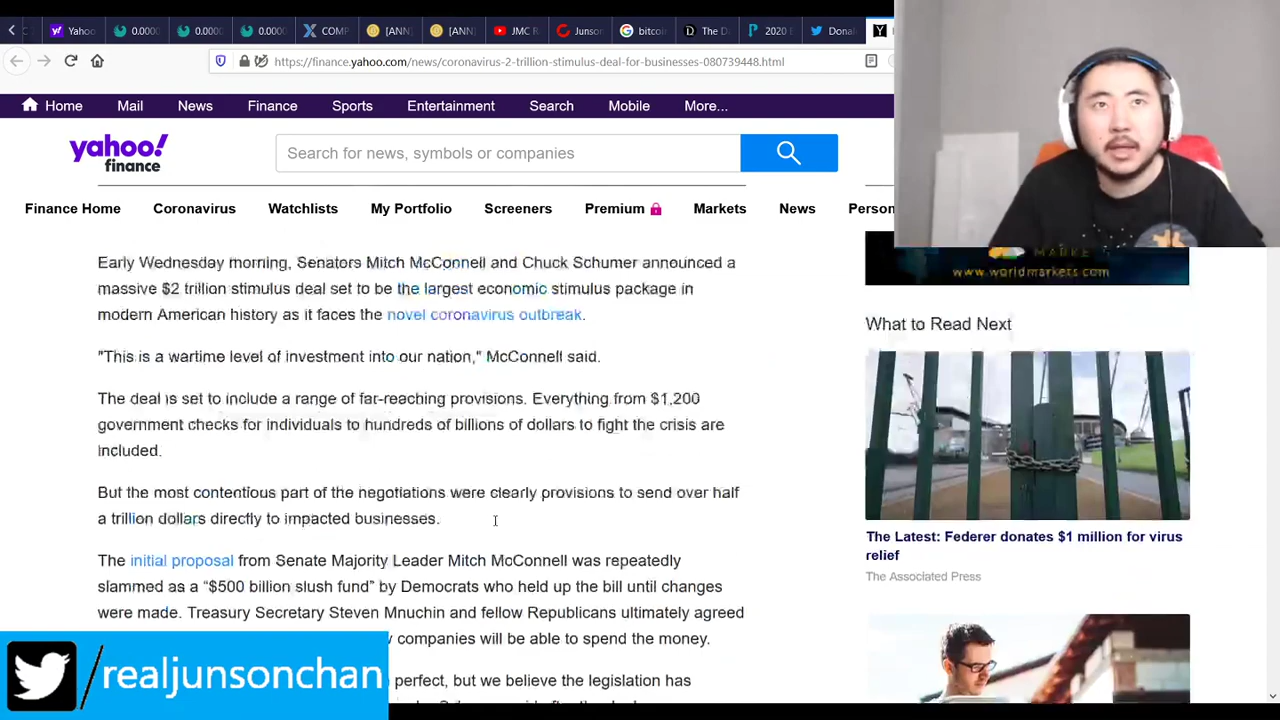 Yahoo
0.0000
0.0000
0.0000
COMP
[ANN]
[ANN]
JMC R
Junson
bitcoi
The D
2020 E
Donal
https://finance.yahoo.com/news/coronavirus-2-trillion-stimulus-deal-for-businesses-080739448.html
Home Mail News Finance Sports Entertainment Search Mobile More...
yahoo!
finance
Search for news, symbols or companies
Finance Home Coronavirus Watchlists My Portfolio Screeners Premium Markets News Person
Early Wednesday morning, Senators Mitch McConnell and Chuck Schumer announced a
massive $2 trillion stimulus deal set to be the largest economic stimulus package in
modern American history as it faces the novel coronavirus outbreak.
"This is a wartime level of investment into our nation," McConnell said.
The deal is set to include a range of far-reaching provisions. Everything from $1,200
government checks for individuals to hundreds of billions of dollars to fight the crisis are
included.
But the most contentious part of the negotiations were clearly provisions to send over half
a trillion dollars directly to impacted businesses.
The initial proposal from Senate Majority Leader Mitch McConnell was repeatedly
slammed as a “$500 billion slush fund” by Democrats who held up the bill until changes
were made. Treasury Secretary Steven Mnuchin and fellow Republicans ultimately agreed
companies will be able to spend the money.
perfect, but we believe the legislation has
www.worldmarkets.com
What to Read Next
The Latest: Federer donates $1 million for virus
relief
The Associated Press
/realjunsonchan